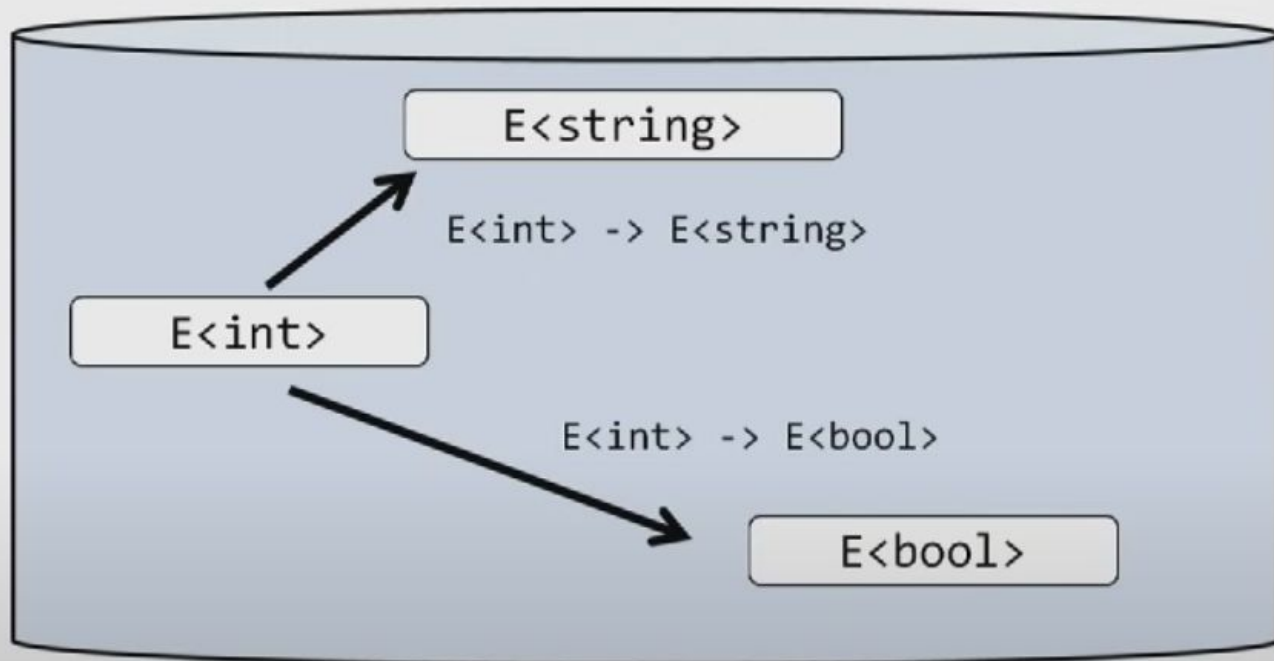 E<string>
E<int> -> E<string>
E<int>
E<int> -> E<bool>
E<bool>